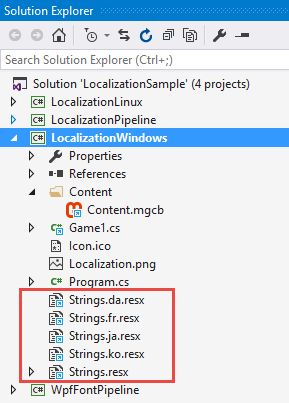 Solution Explorer
Search Solution Explorer (Ctrl+;)
Solution 'LocalizationSample' (4 projects)
C# LocalizationLinux
C# LocalizationPipeline
C# LocalizationWindows
Properties
References
Content
Content.mgcb
C# Game1.cs
Icon.ico
Localization.png
C# Program.cs
Strings.da.resx
Strings.fr.resx
Strings.ja.resx
Strings.ko.resx
Strings.resx
C# WpfFontPipeline